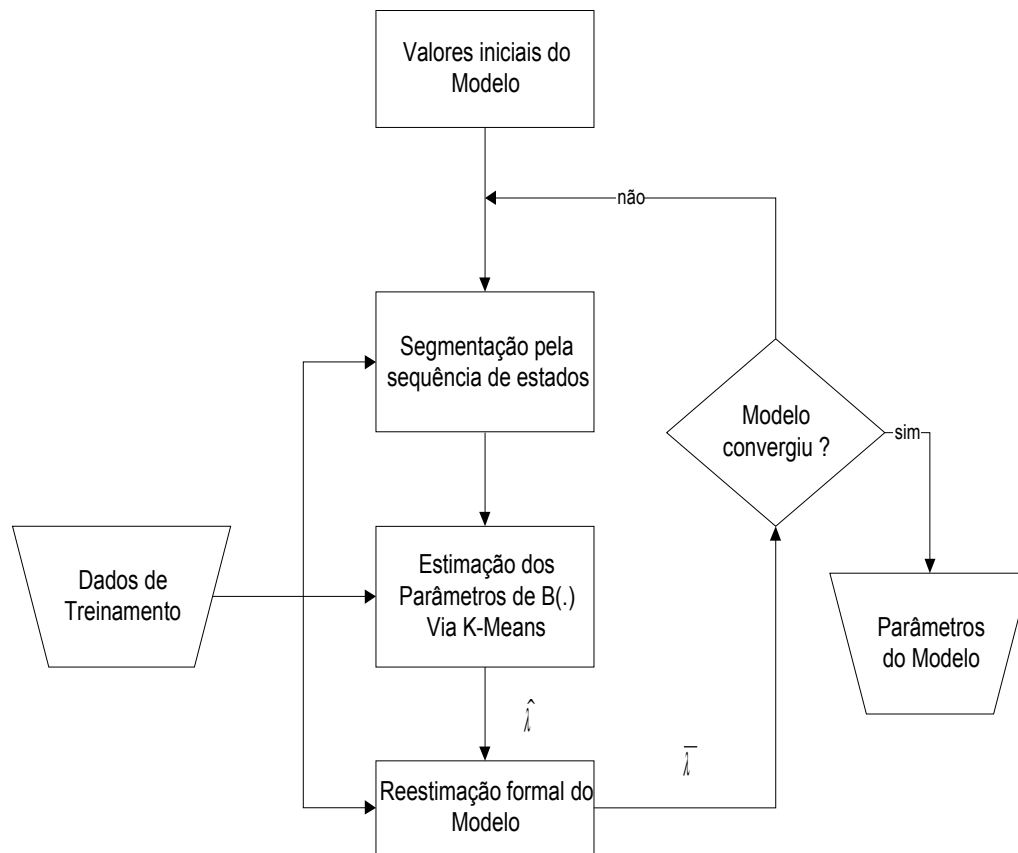 Valores iniciais do
Modelo
não
Segmentação pela
sequência de estados
Modelo
convergiu ?
sim
Dados de
Treinamento
Estimação dos
Parâmetros de B(.)
Via K-Means
Parâmetros
do Modelo
λ̂
λ̅
Reestimação formal do
Modelo